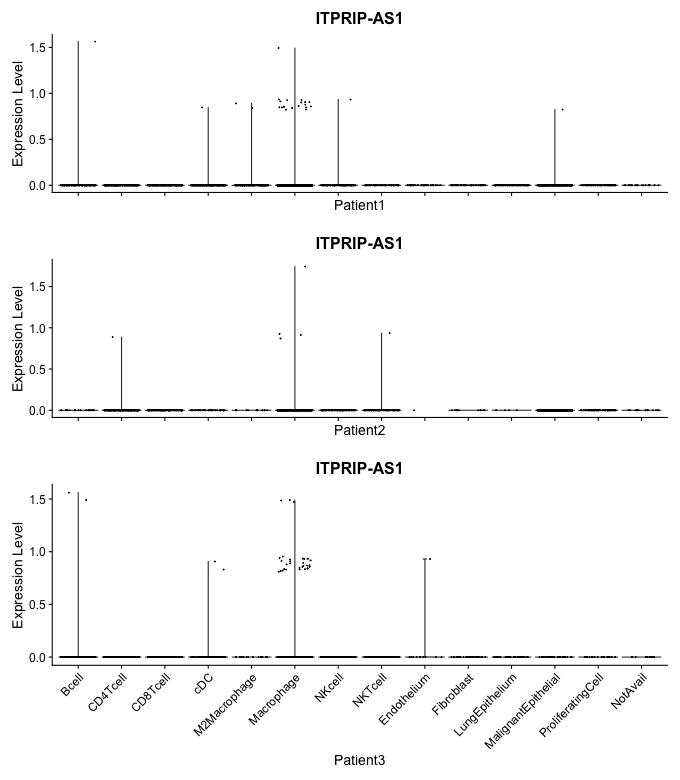 ITPRIP-AS1
Expression Level
1.5
1.0
0.5
0.0
Patient1
ITPRIP-AS1
Expression Level
1.5
1.0
0.5
0.0
Patient2
ITPRIP-AS1
Expression Level
1.5
1.0
0.5
0.0
Bcell
CD4Tcell
CD8Tcell
cDC
M2Macrophage
Macrophage
NKcell
NKTcell
Endothelium
Fibroblast
LungEpithelium
MalignantEpithelial
ProliferatingCell
NotAvail
Patient3